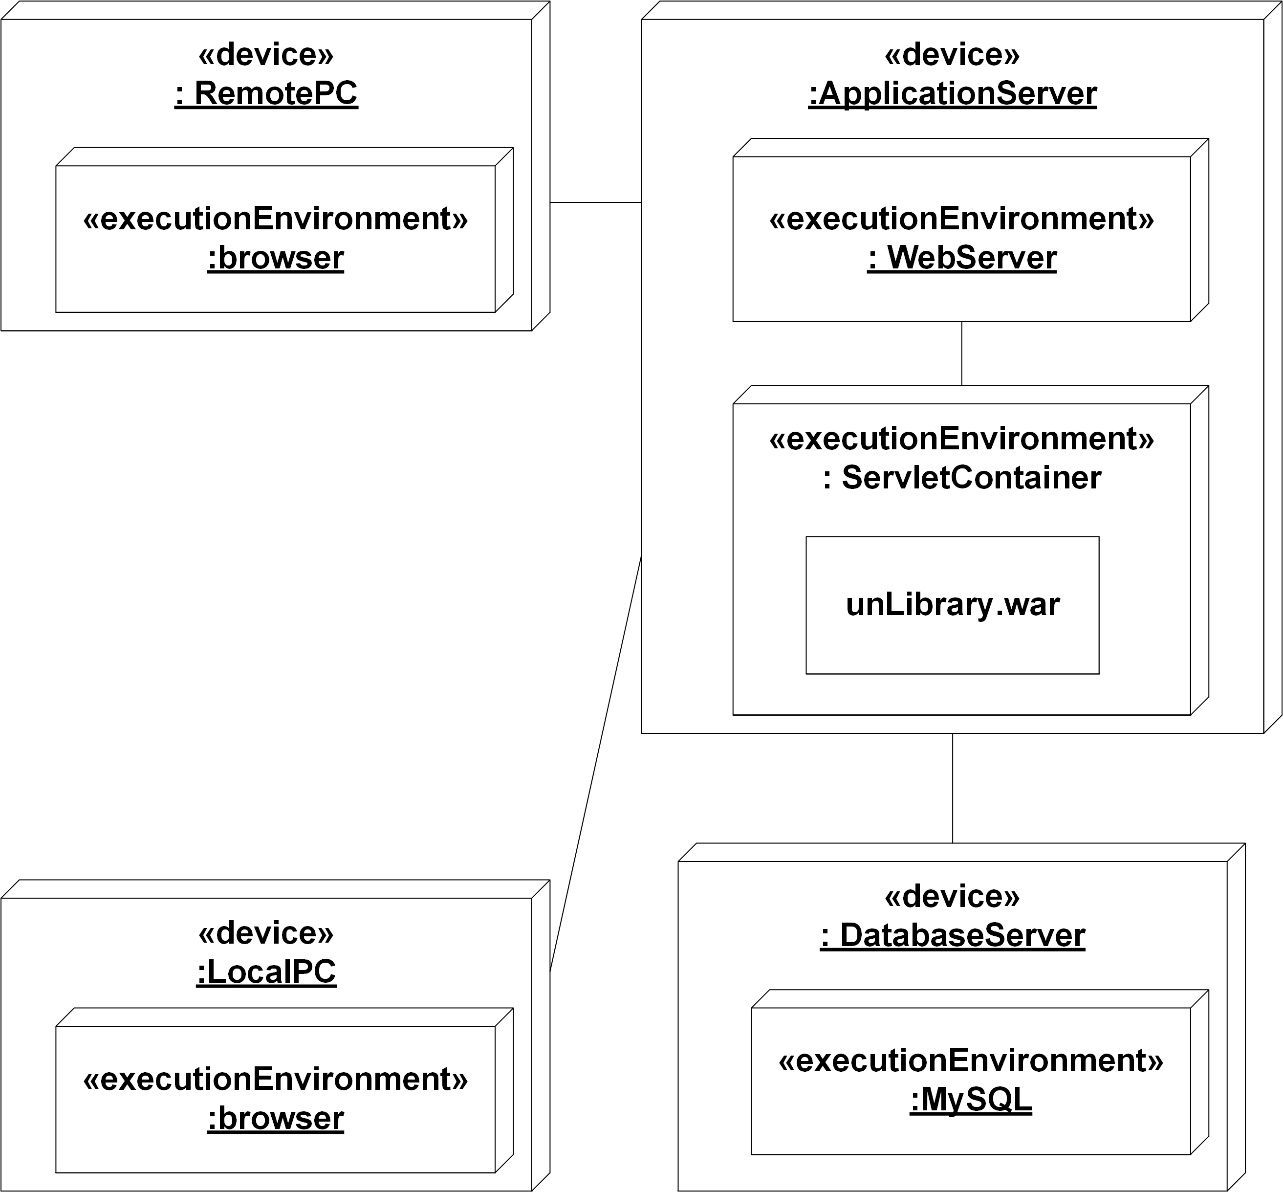 «device»
: RemotePC
«executionEnvironment»
:browser
«device»
:ApplicationServer
«executionEnvironment»
: WebServer
«executionEnvironment»
: ServletContainer
unLibrary.war
«device»
:LocalPC
«executionEnvironment»
:browser
«device»
: DatabaseServer
«executionEnvironment»
:MySQL